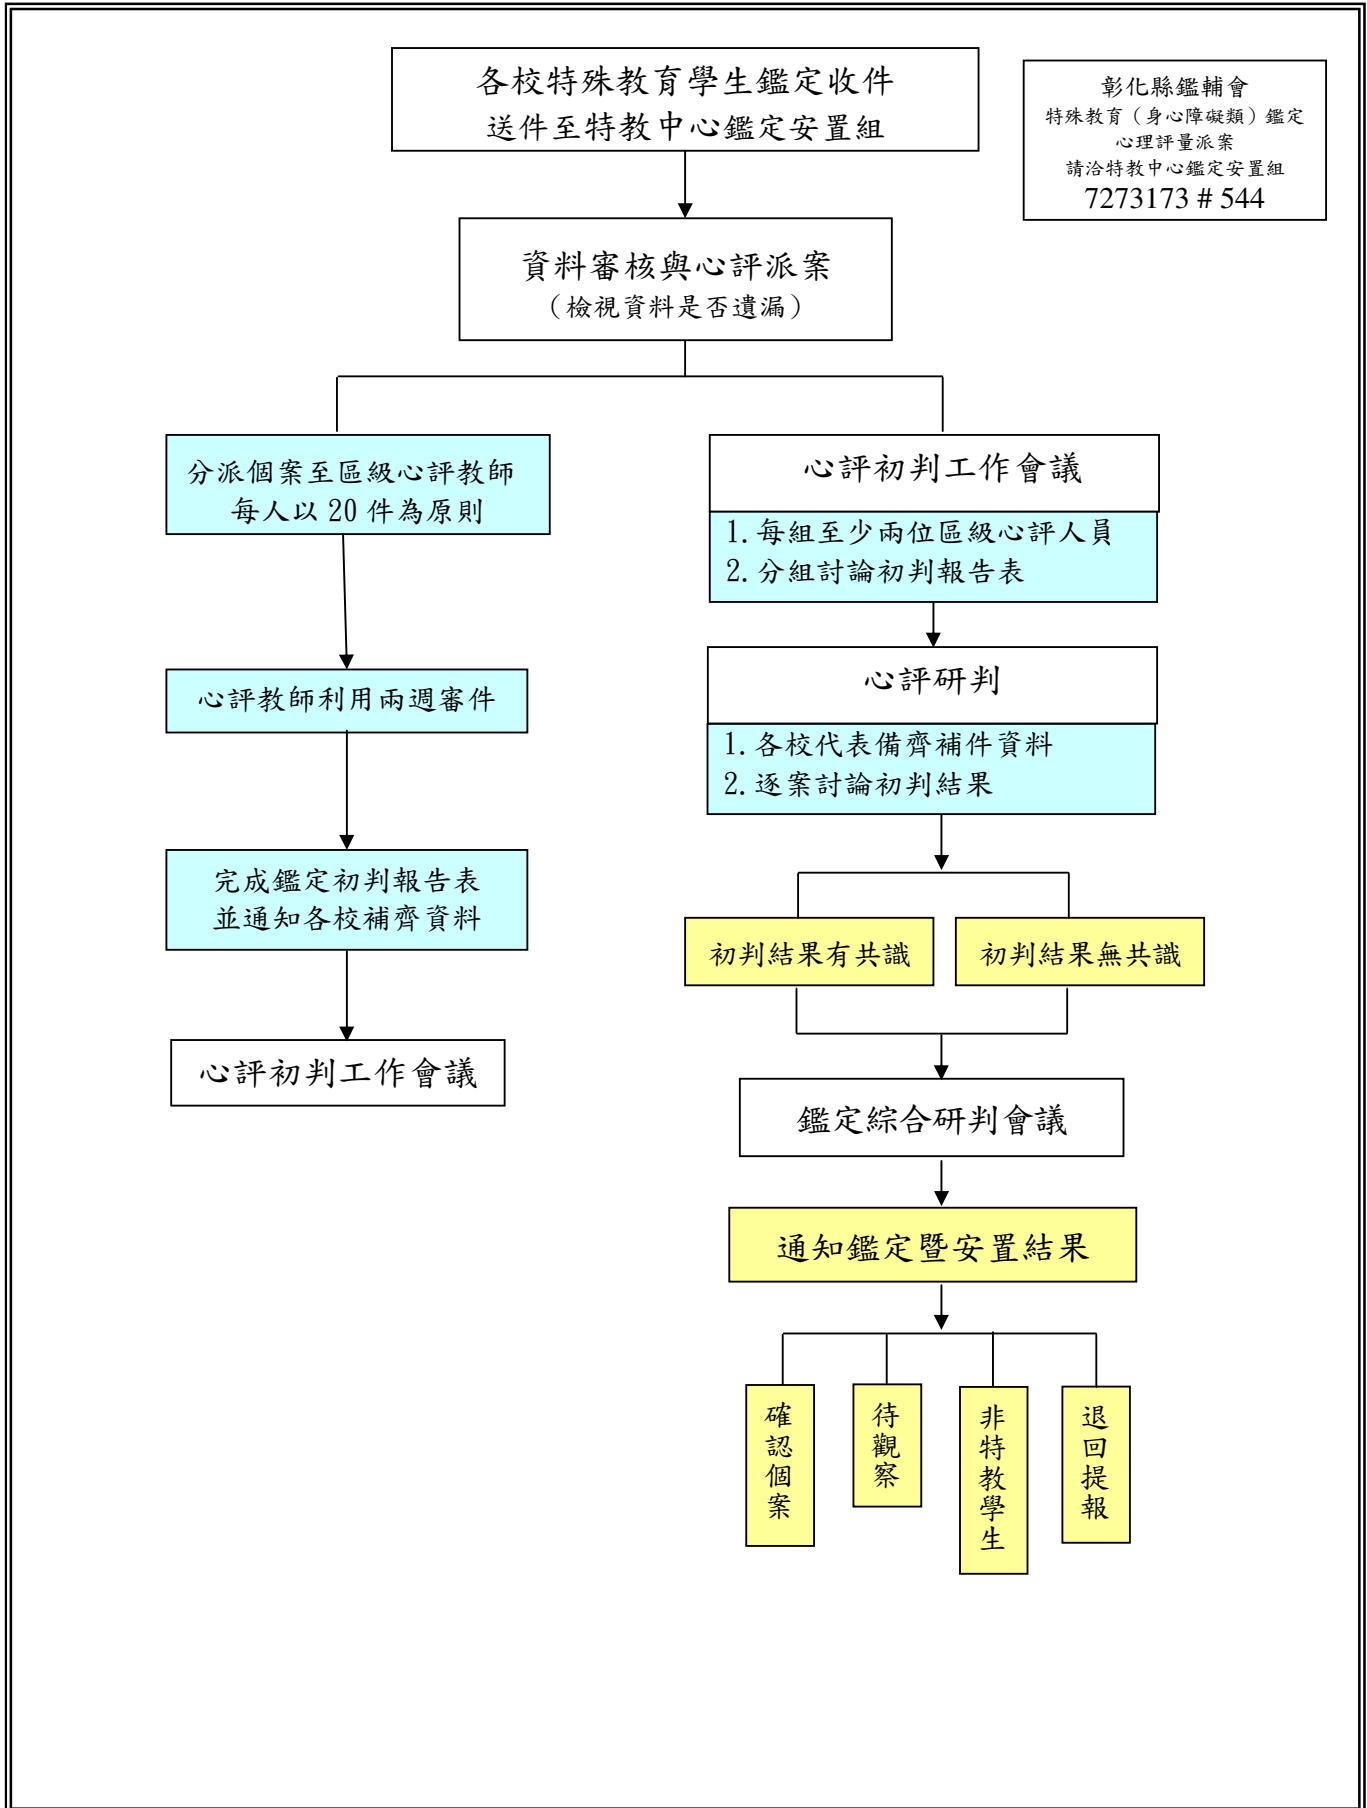 各校特殊教育學生鑑定收件
送件至特教中心鑑定安置組
彰化縣鑑輔會
特殊教育（身心障礙類）鑑定
心理評量派案
請洽特教中心鑑定安置組
7273173 # 544
資料審核與心評派案
（檢視資料是否遺漏）
分派個案至區級心評教師
每人以 20 件為原則
心評教師利用兩週審件
完成鑑定初判報告表
並通知各校補齊資料
心評初判工作會議
心評初判工作會議
1. 每組至少兩位區級心評人員
2. 分組討論初判報告表
心評研判
1. 各校代表備齊補件資料
2. 逐案討論初判結果
初判結果有共識
初判結果無共識
鑑定綜合研判會議
通知鑑定暨安置結果
確認個案
待觀察
非特教學生
退回提報